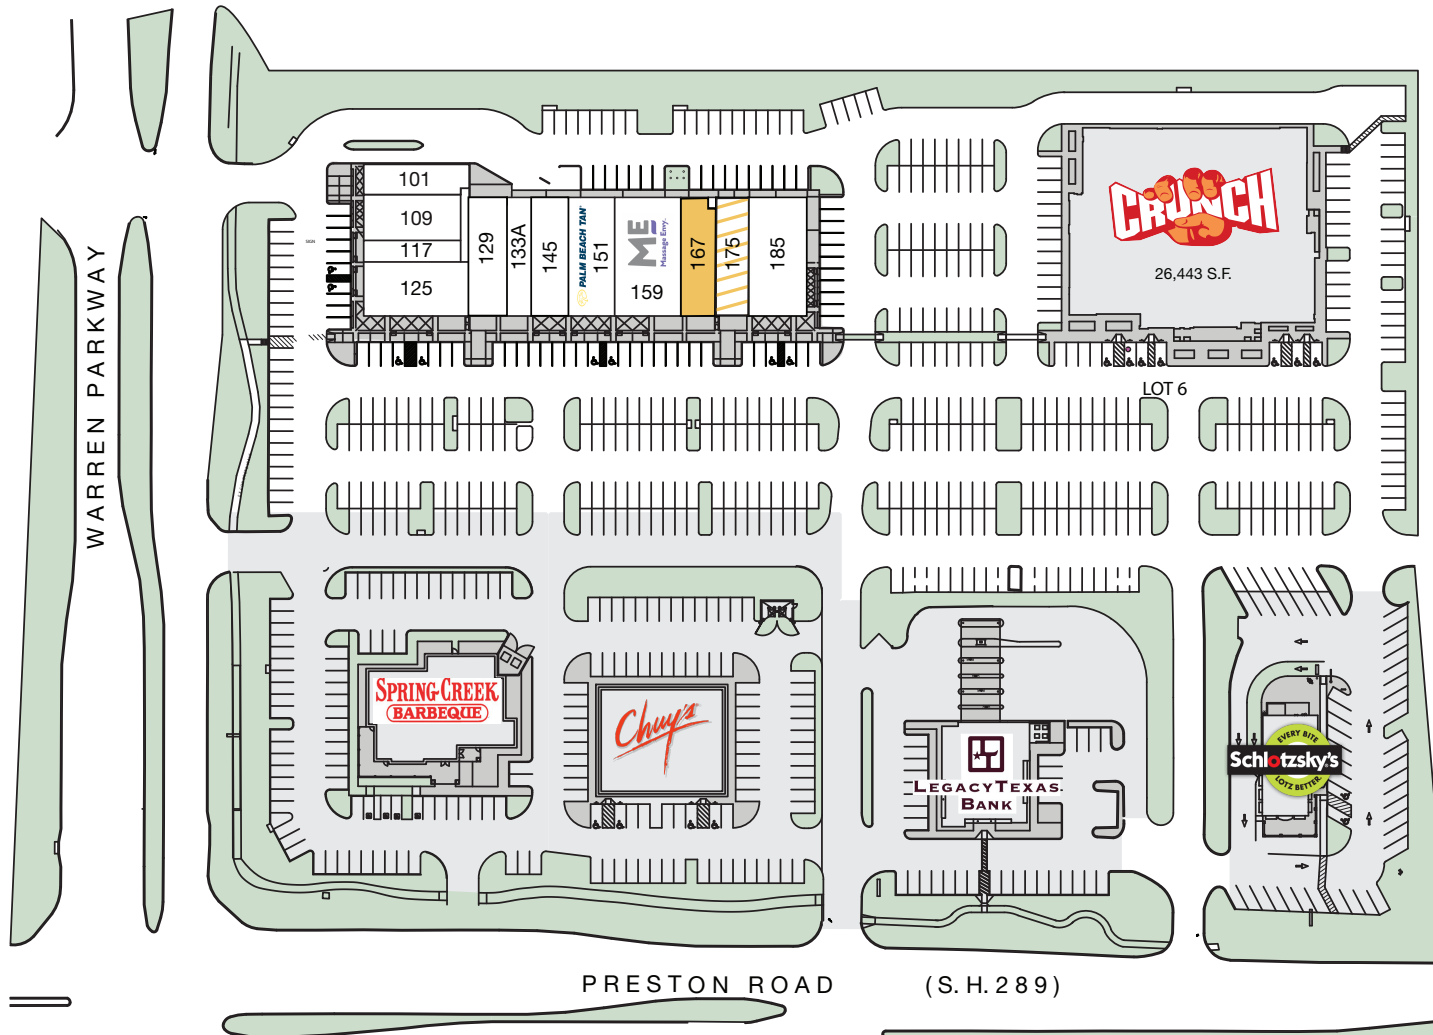 WARREN PARKWAY
101
109
117
125
129
133A
145
PALM BEACH TAN
151
ME
Massage Envy
159
167
175
185
CRUNCH
26,443 S.F.
LOT 6
SPRING CREEK
BARBEQUE
Chuy's
LEGACYTEXAS
BANK
EVERY BITE
Schlotzsky's
LOTZ BETTER
PRESTON ROAD (S.H.289)